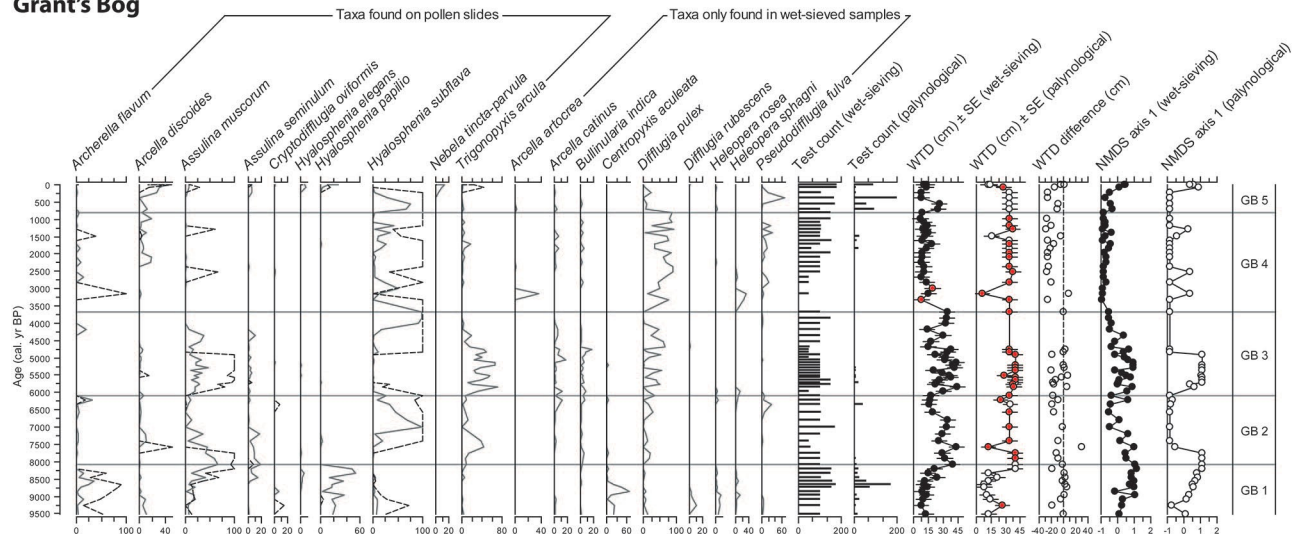 Grant's Bog
Taxa found on pollen slides
Taxa only found in wet-sieved samples
Archerella flavum
Arcella discoides
Assulina muscorum
Assulina seminulum
Cryptodifflugia oviformis
Hyalosphenia elegans
Hyalosphenia papilio
Hyalosphenia subflava
Nebela tincta-parvula
Trigonopyxis arcula
Arcella artocrea
Arcella catinus
Bullinularia indica
Centropyxis aculeata
Difflugia pulex
Difflugia rubescens
Heleopera rosea
Heleopera sphagni
Pseudodifflugia fulva
Test count (wet-sieving)
Test count (palynological)
WTD (cm) ± SE (wet-sieving)
WTD (cm) ± SE (palynological)
WTD difference (cm)
NMDS axis 1 (wet-sieving)
NMDS axis 1 (palynological)
Age (cal. yr BP)
0
500
1000
1500
2000
2500
3000
3500
4000
4500
5000
5500
6000
6500
7000
7500
8000
8500
9000
9500
GB 5
GB 4
GB 3
GB 2
GB 1
0 100 0 40 0 100 0 20 0 20 0 0 60 0 100 0 20 0 80 0 40 0 20 0 20 0 60 0 100 0 20 0 0 0 60 0 200 0 200 0 15 30 45 0 15 30 45 -40 -20 0 20 40 -1 0 1 2 -1 0 1 2